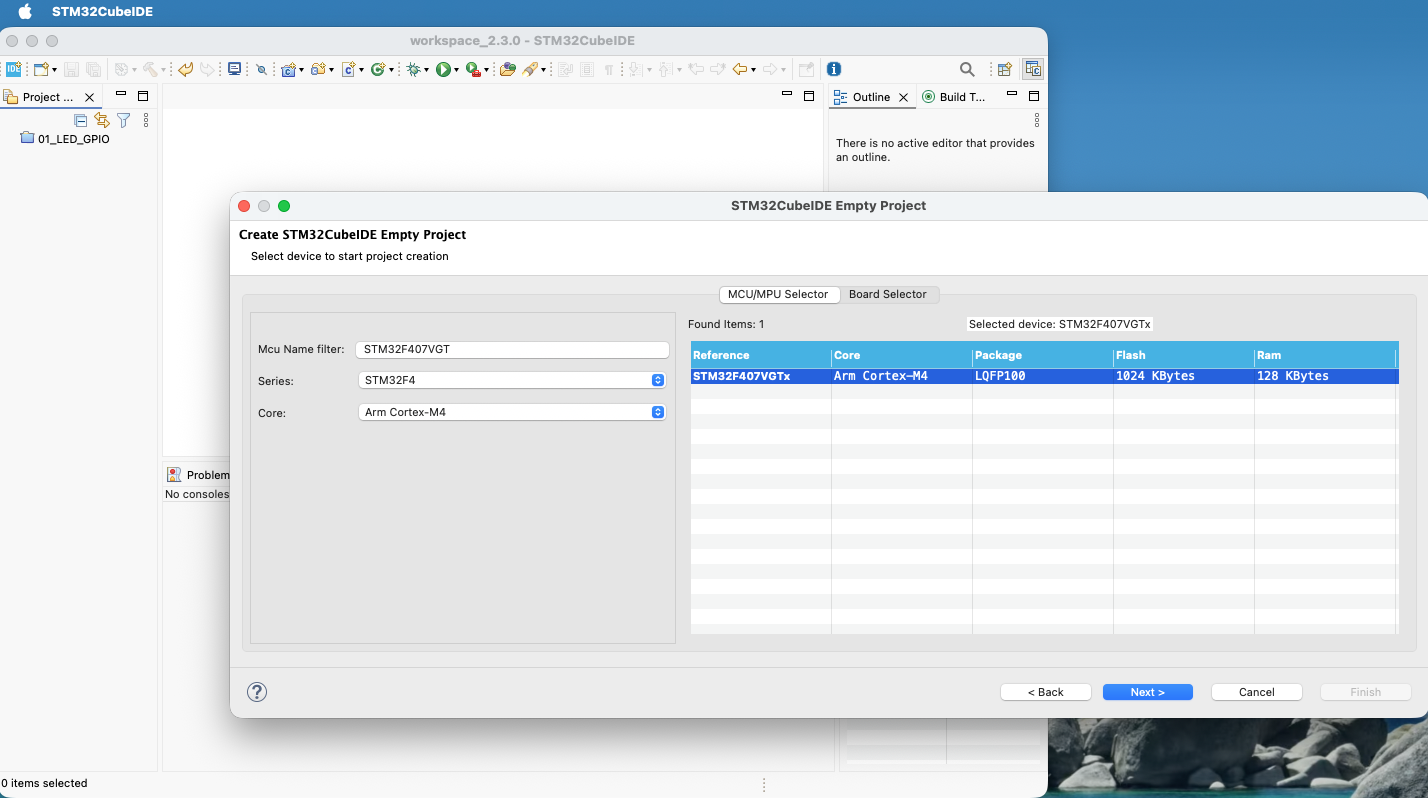 STM32CubeIDE
workspace_2.3.0 - STM32CubeIDE
IDE
Project ...
Outline
Build T...
01_LED_GPIO
There is no active editor that provides
an outline.
STM32CubeIDE Empty Project
Create STM32CubeIDE Empty Project
Select device to start project creation
MCU/MPU Selector
Board Selector
Found Items: 1
Selected device: STM32F407VGTx
Mcu Name filter: STM32F407VGT
Series: STM32F4
Core: Arm Cortex-M4
Reference Core Package Flash Ram
STM32F407VGTx Arm Cortex-M4 LQFP100 1024 KBytes 128 KBytes
Problem
No consoles
?
< Back
Next >
Cancel
Finish
0 items selected